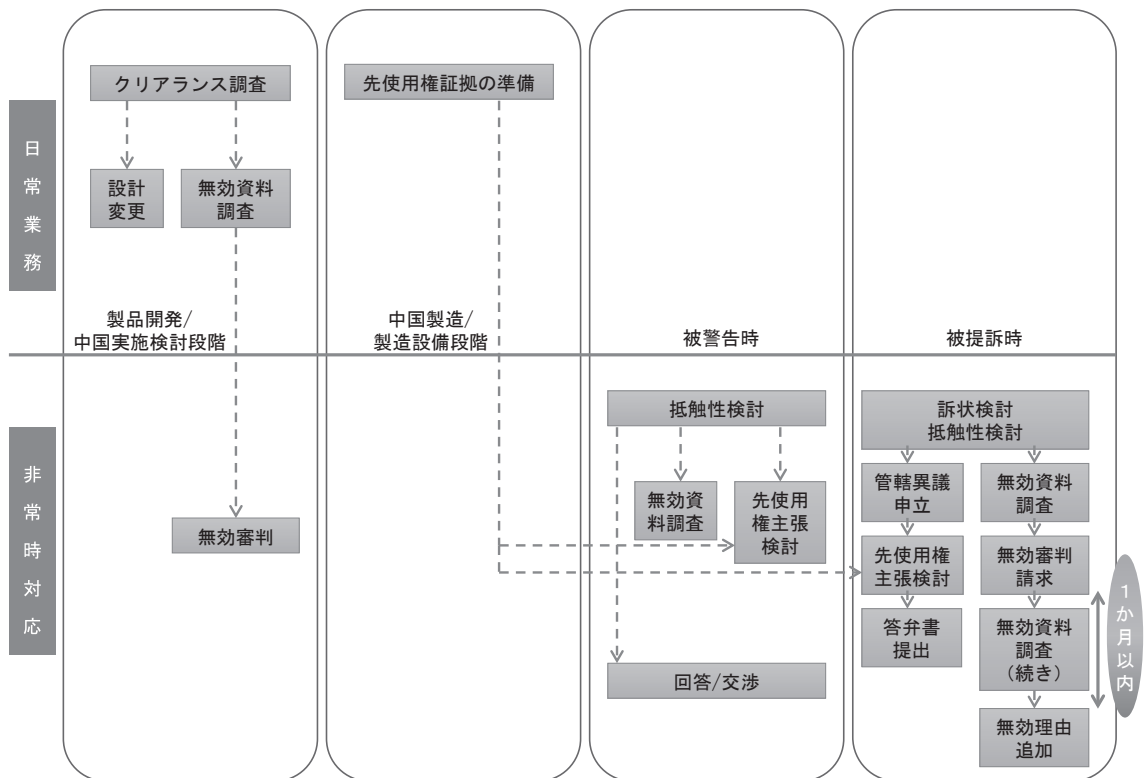 クリアランス調査
先使用権証拠の準備
日常業務
設計
変更
無効資料
調査
製品開発/
中国実施検討段階
中国製造/
製造設備段階
被警告時
被提訴時
非常時対応
無効審判
抵触性検討
無効資
料調査
先使用
権主張
検討
回答/交渉
訴状検討
抵触性検討
管轄異議
申立
先使用権
主張検討
答弁書
提出
無効資料
調査
無効審判
請求
無効資料
調査
（続き）
無効理由
追加
1か月以内